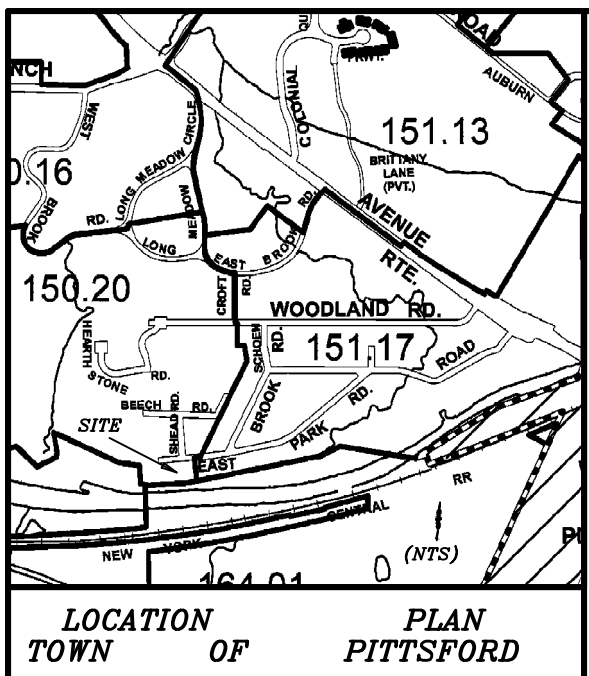 ROAD
AUBURN
COLONIAL
151.13
BRITTANY
LANE
(PVT.)
WEST
BROOK
RD.
LONG MEADOW CIRCLE
MEADOW
LONG
EAST BROOK RD.
AVENUE
RTE.
150.20
CROFT RD.
WOODLAND RD.
HEARTH
STONE RD.
SCHOEN RD.
151.17
BROOK ROAD
BEECH RD.
SHEAD RD.
PARK RD.
SITE
EAST
NEW YORK CENTRAL RR
(NTS)
LOCATION PLAN
TOWN OF PITTSFORD